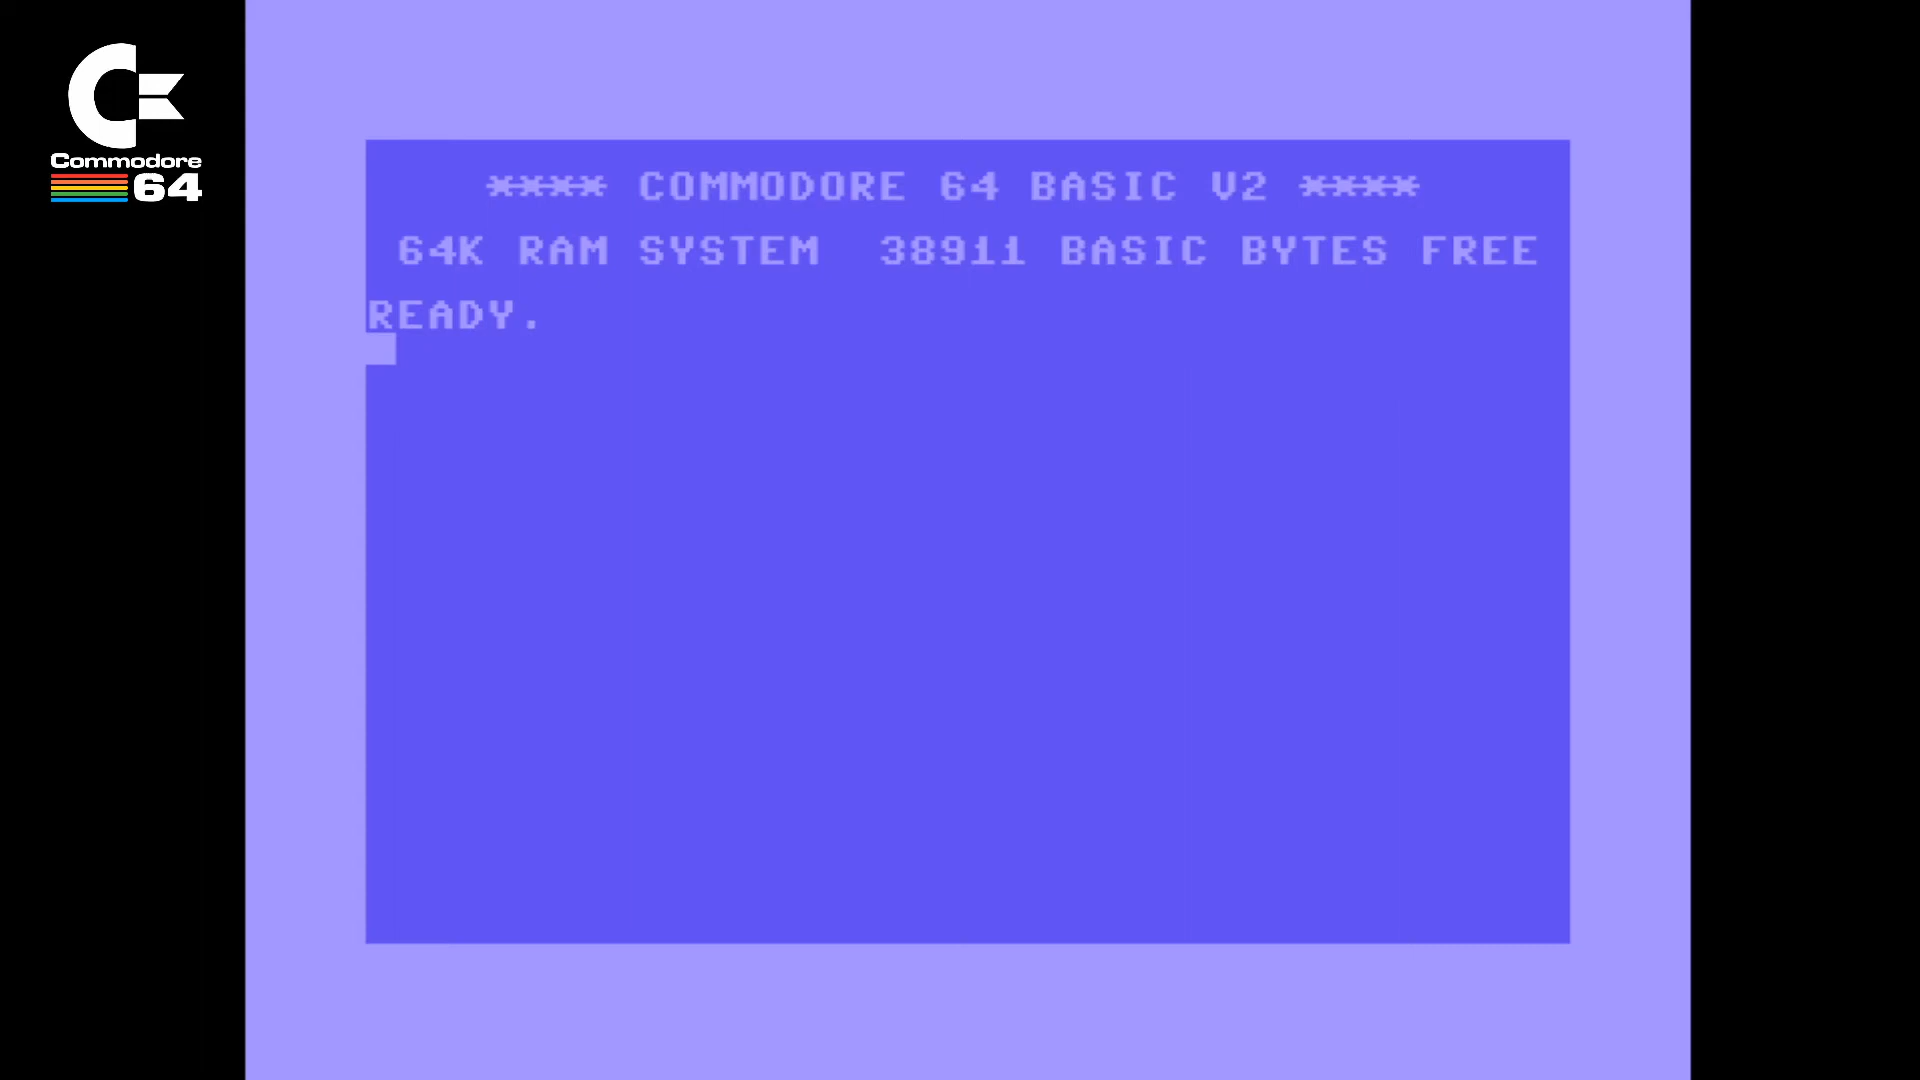 Commodore
64
**** COMMODORE 64 BASIC V2 ****
64K RAM SYSTEM  38911 BASIC BYTES FREE
READY.